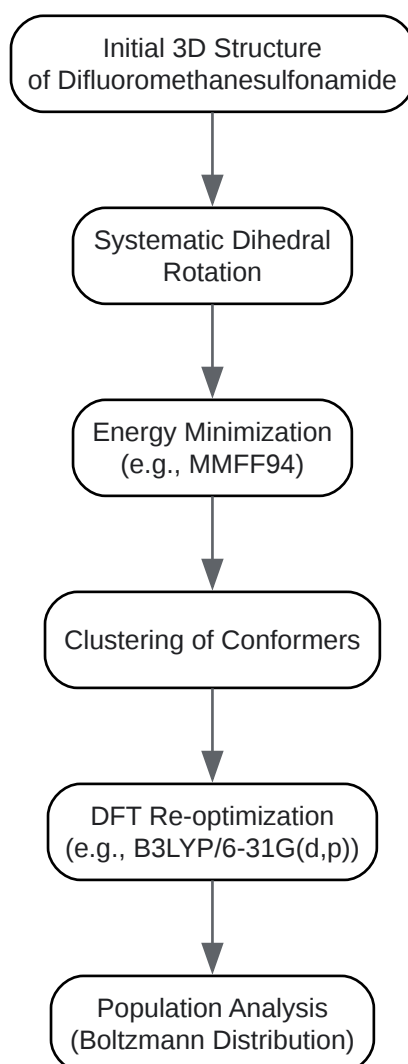 Initial 3D Structure
of Difluoromethanesulfonamide
Systematic Dihedral
Rotation
Energy Minimization
(e.g., MMFF94)
Clustering of Conformers
DFT Re-optimization
(e.g., B3LYP/6-31G(d,p))
Population Analysis
(Boltzmann Distribution)